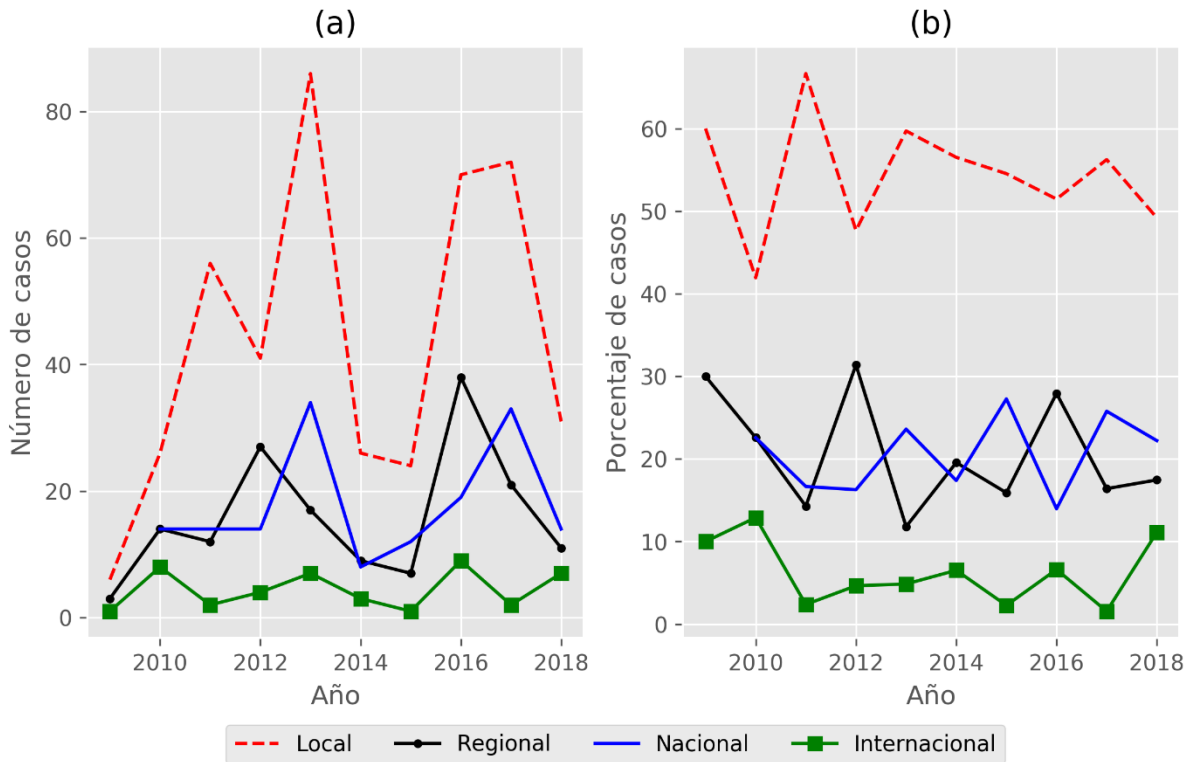 (a)
80
60
40
20
0
Número de casos
2010 2012 2014 2016 2018
Año
(b)
60
50
40
30
20
10
0
Porcentaje de casos
2010 2012 2014 2016 2018
Año
Local Regional Nacional Internacional